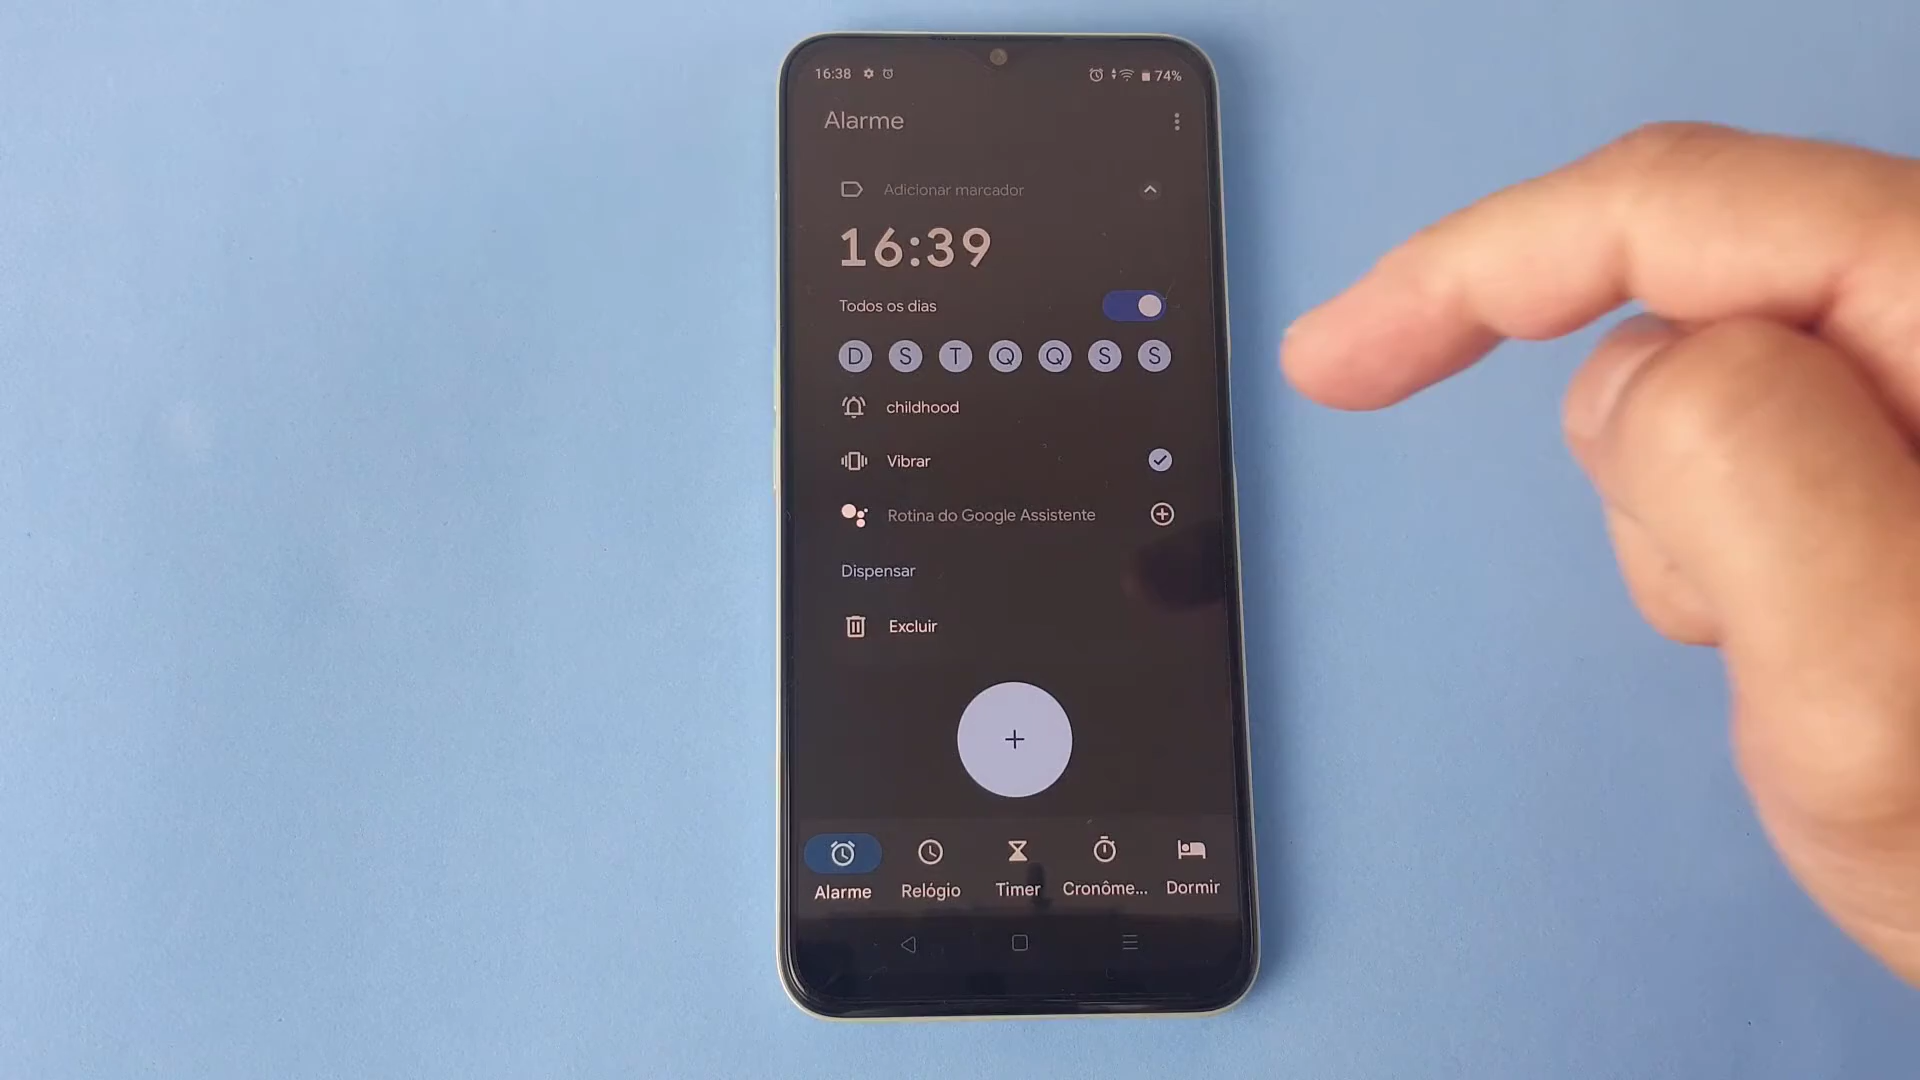 16:38
74%
Alarme
Adicionar marcador
16:39
Todos os dias
D S T Q Q S S
childhood
Vibrar
Rotina do Google Assistente
Dispensar
Excluir
+
Alarme Relógio Timer Cronôme... Dormir